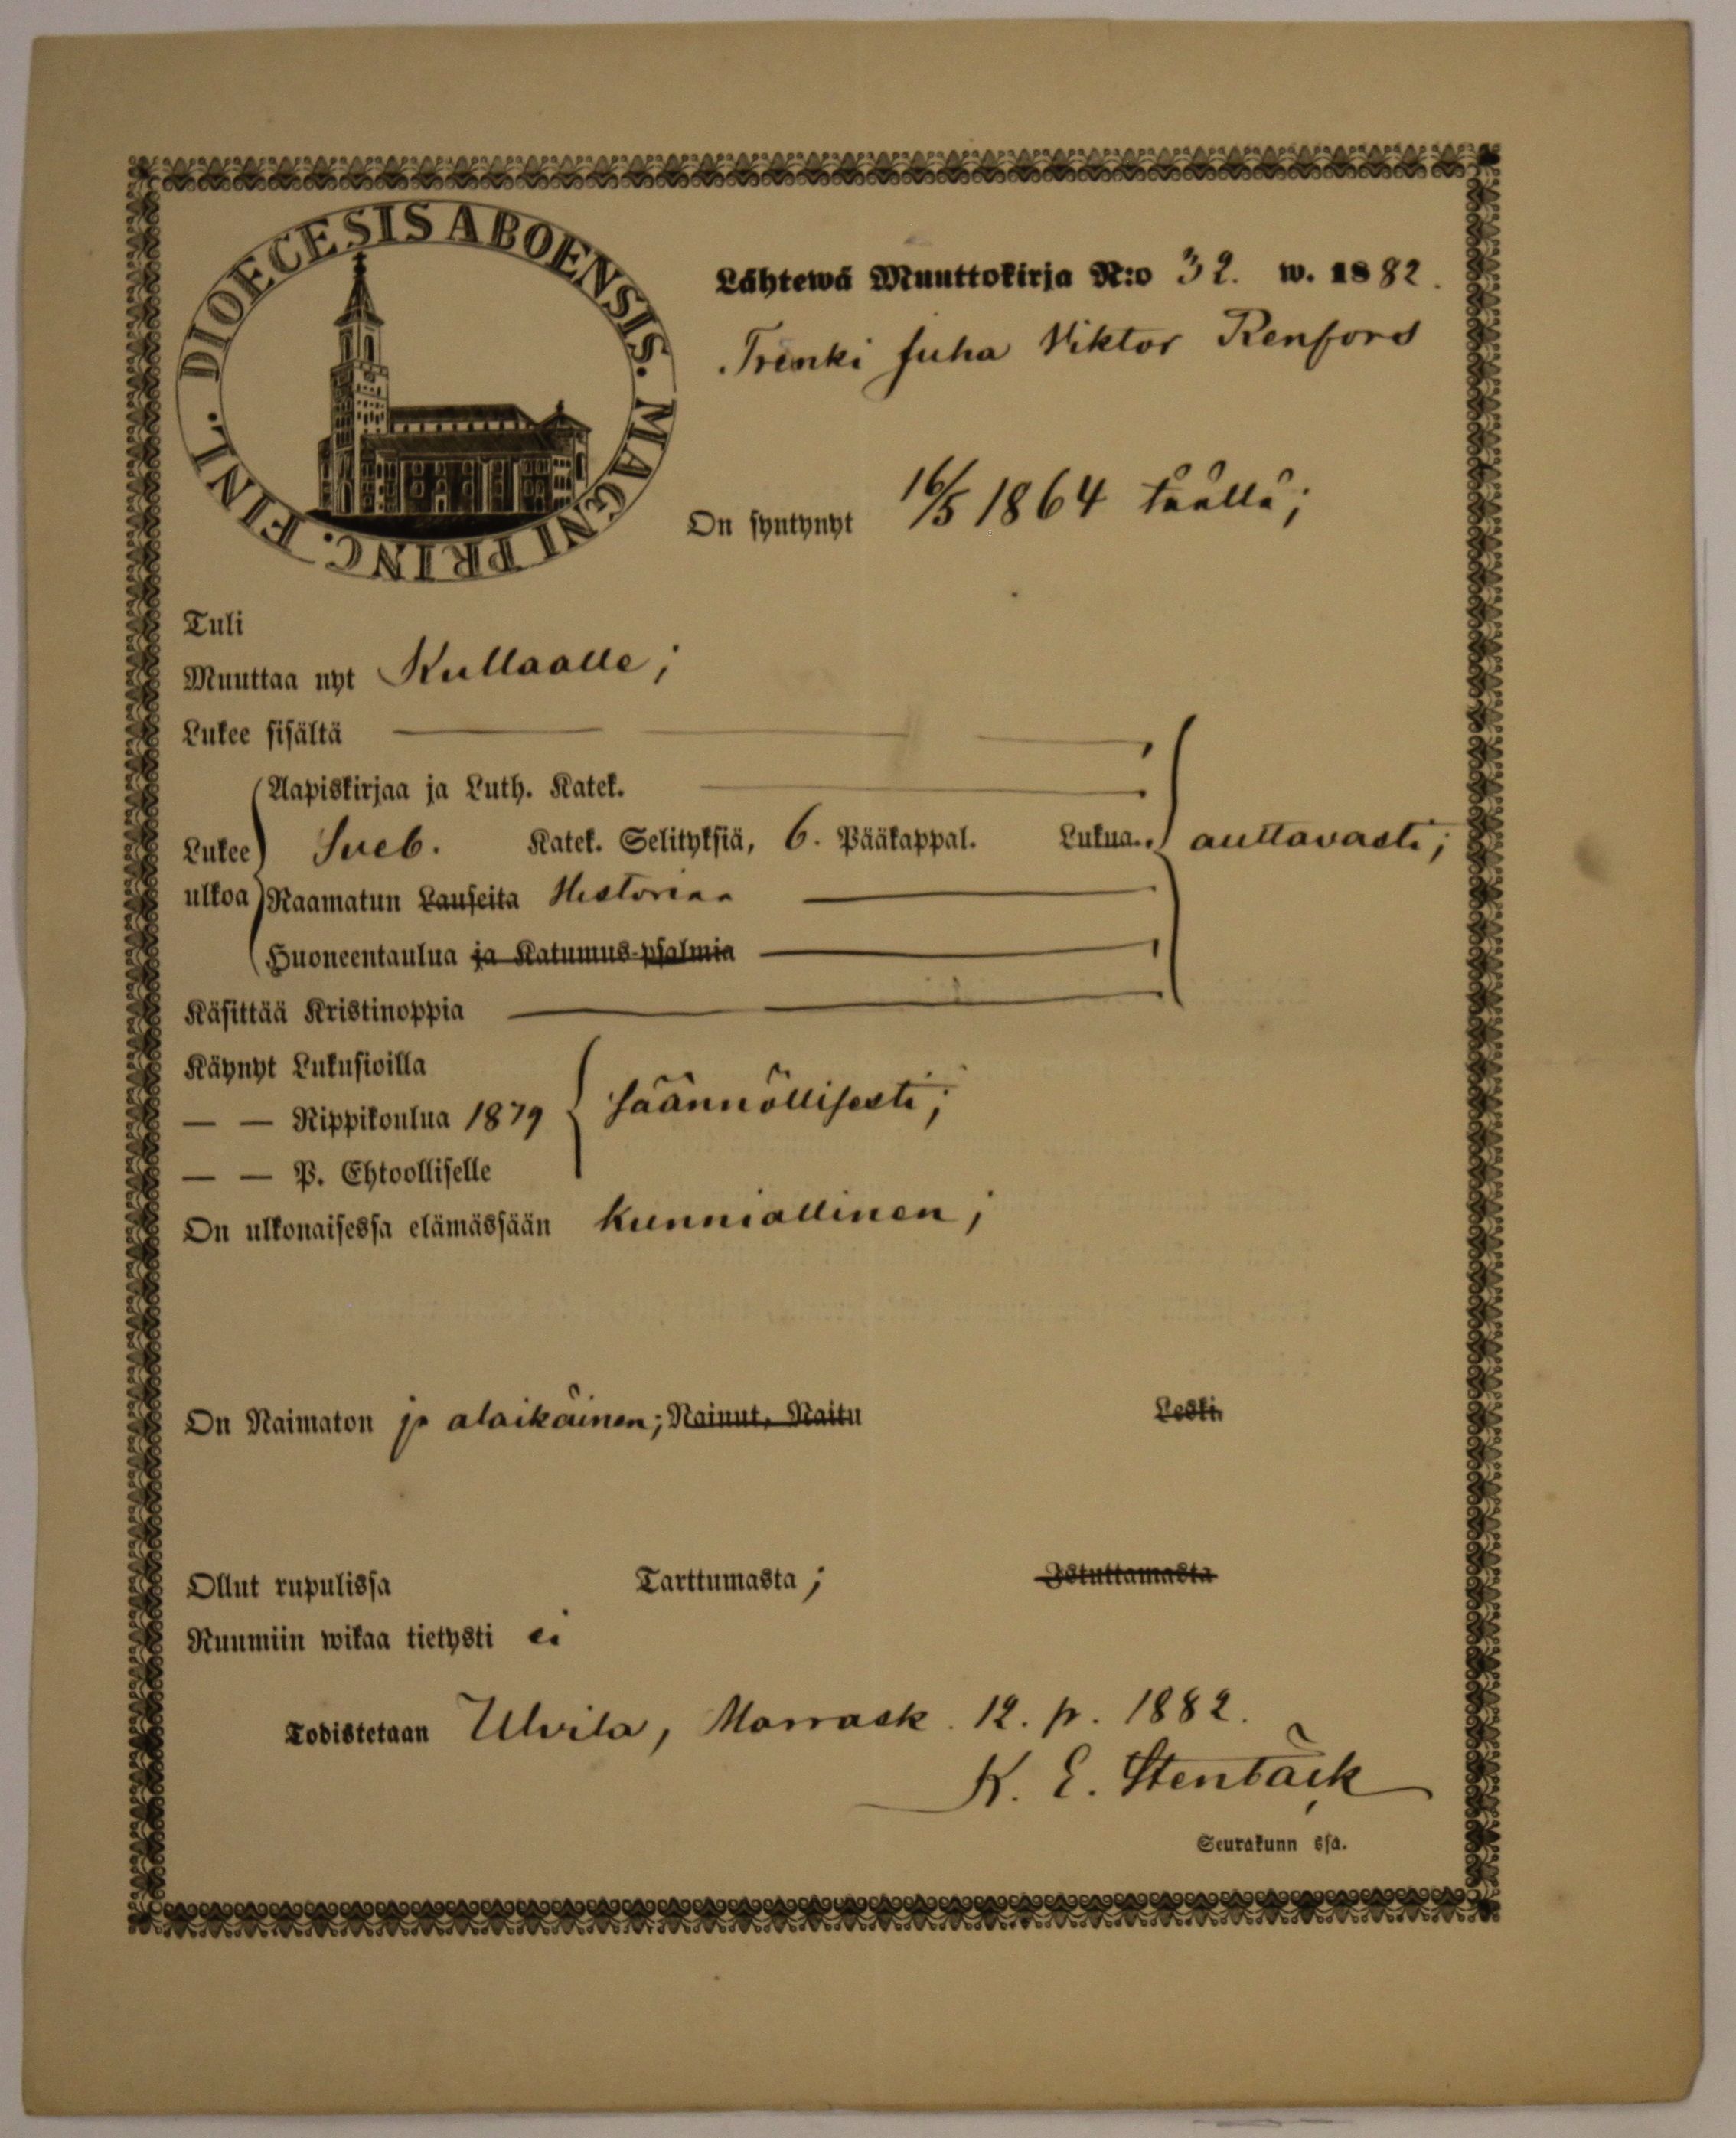 DIOECESIS ABOENSIS. MAGNI PRINC. FINL.
Lähtewä Muuttokirja N:o 32. w. 1882.
Trenki Juha Viktor Renfors
On syntynyt 16/5 1864 täällä;
Tuli
Muuttaa nyt Kullaalle;
Lukee sisältä
Aapiskirjaa ja Luth. Katek.
Lukee ulkoa Sveb. Katek. Selityksiä, 6. Pääkappal. Lukua. auttavasti;
Raamatun Lauseita Historiaa
Huoneentaulua ja Katumus-psalmia
Käsittää Kristinoppia
Käynyt Lukusioilla
— — Rippikoulua 1879 säännöllisesti;
— — P. Ehtoolliselle
On ulkonaisessa elämässään kunniallinen;
On Naimaton ja alaikäinen; Nainut, Naitu Leski.
Ollut rupulissa Tarttumasta; Istuttamasta
Ruumiin wikaa tietysti ei
Todistetaan Ulvila, Marrask. 12. p. 1882.
K. E. Stenbäck
Seurakunn ssa.